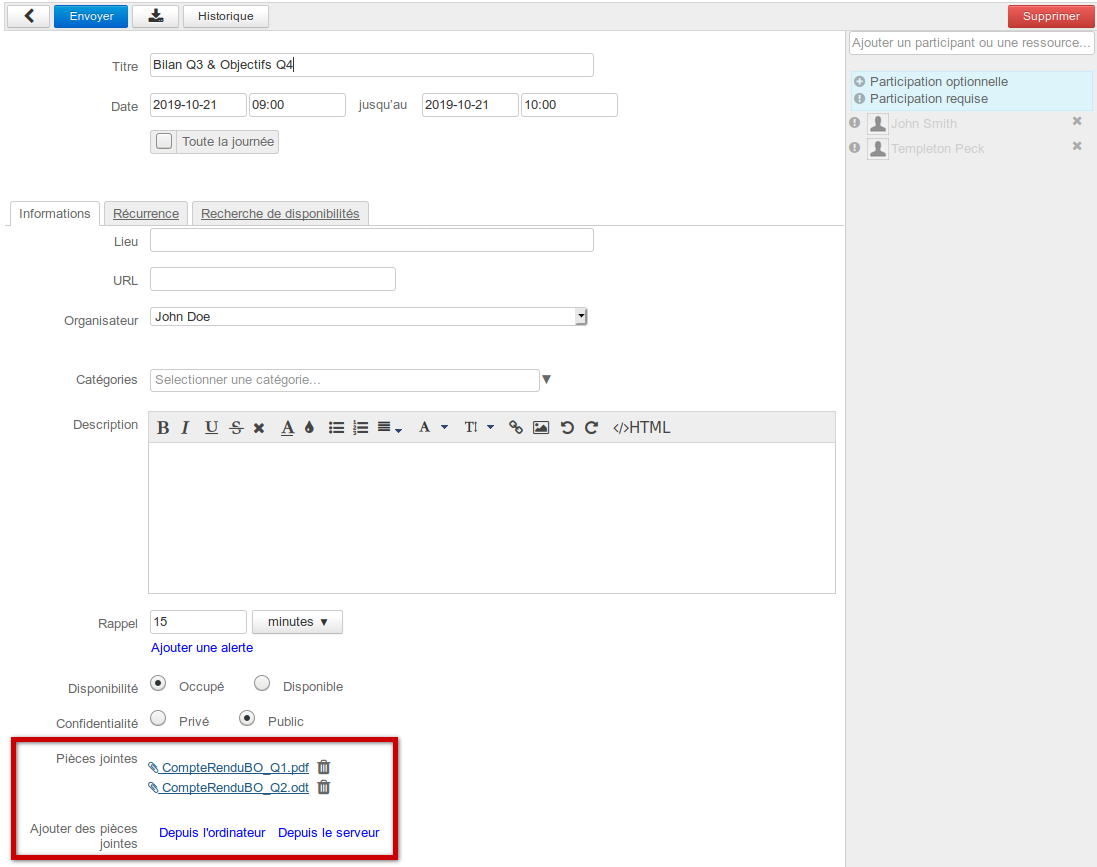 Envoyer Historique Supprimer
Ajouter un participant ou une ressource...
Titre Bilan Q3 & Objectifs Q4
Date 2019-10-21 09:00 jusqu'au 2019-10-21 10:00
Toute la journée
Participation optionnelle
Participation requise
John Smith
Templeton Peck
Informations Récurrence Recherche de disponibilités
Lieu
URL
Organisateur John Doe
Catégories Selectionner une catégorie...
Description B I U S A A T! </>HTML
Rappel 15 minutes ▼
Ajouter une alerte
Disponibilité Occupé Disponible
Confidentialité Privé Public
Pièces jointes
CompteRenduBO_Q1.pdf
CompteRenduBO_Q2.odt
Ajouter des pièces
jointes
Depuis l'ordinateur Depuis le serveur